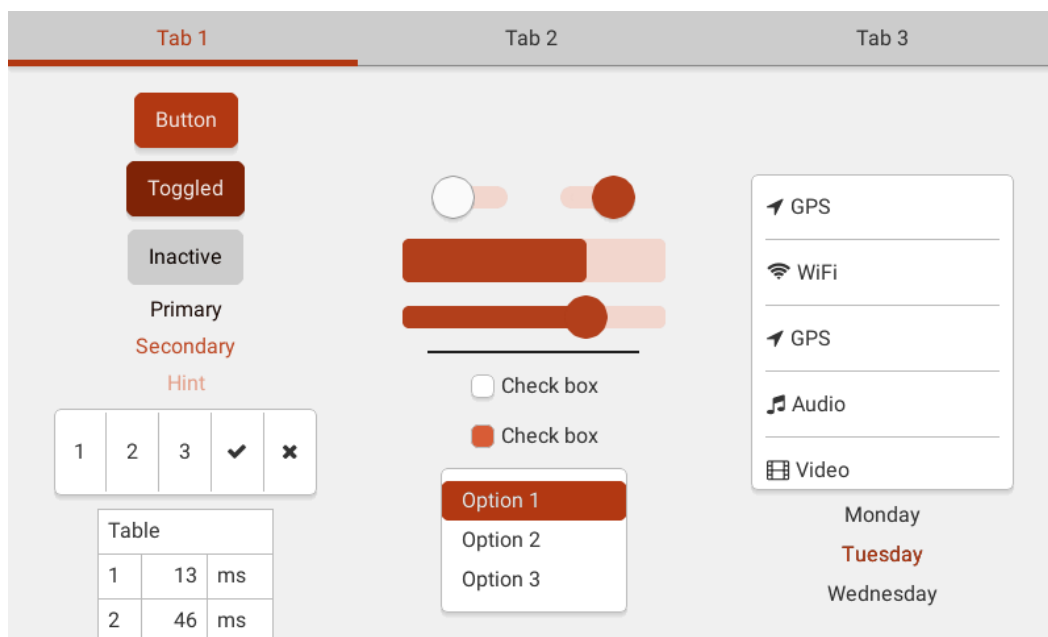 Tab 1
Tab 2
Tab 3
Button
Toggled
Inactive
Primary
Secondary
Hint
1 2 3
Table
1 13 ms
2 46 ms
Check box
Check box
Option 1
Option 2
Option 3
GPS
WiFi
GPS
Audio
Video
Monday
Tuesday
Wednesday